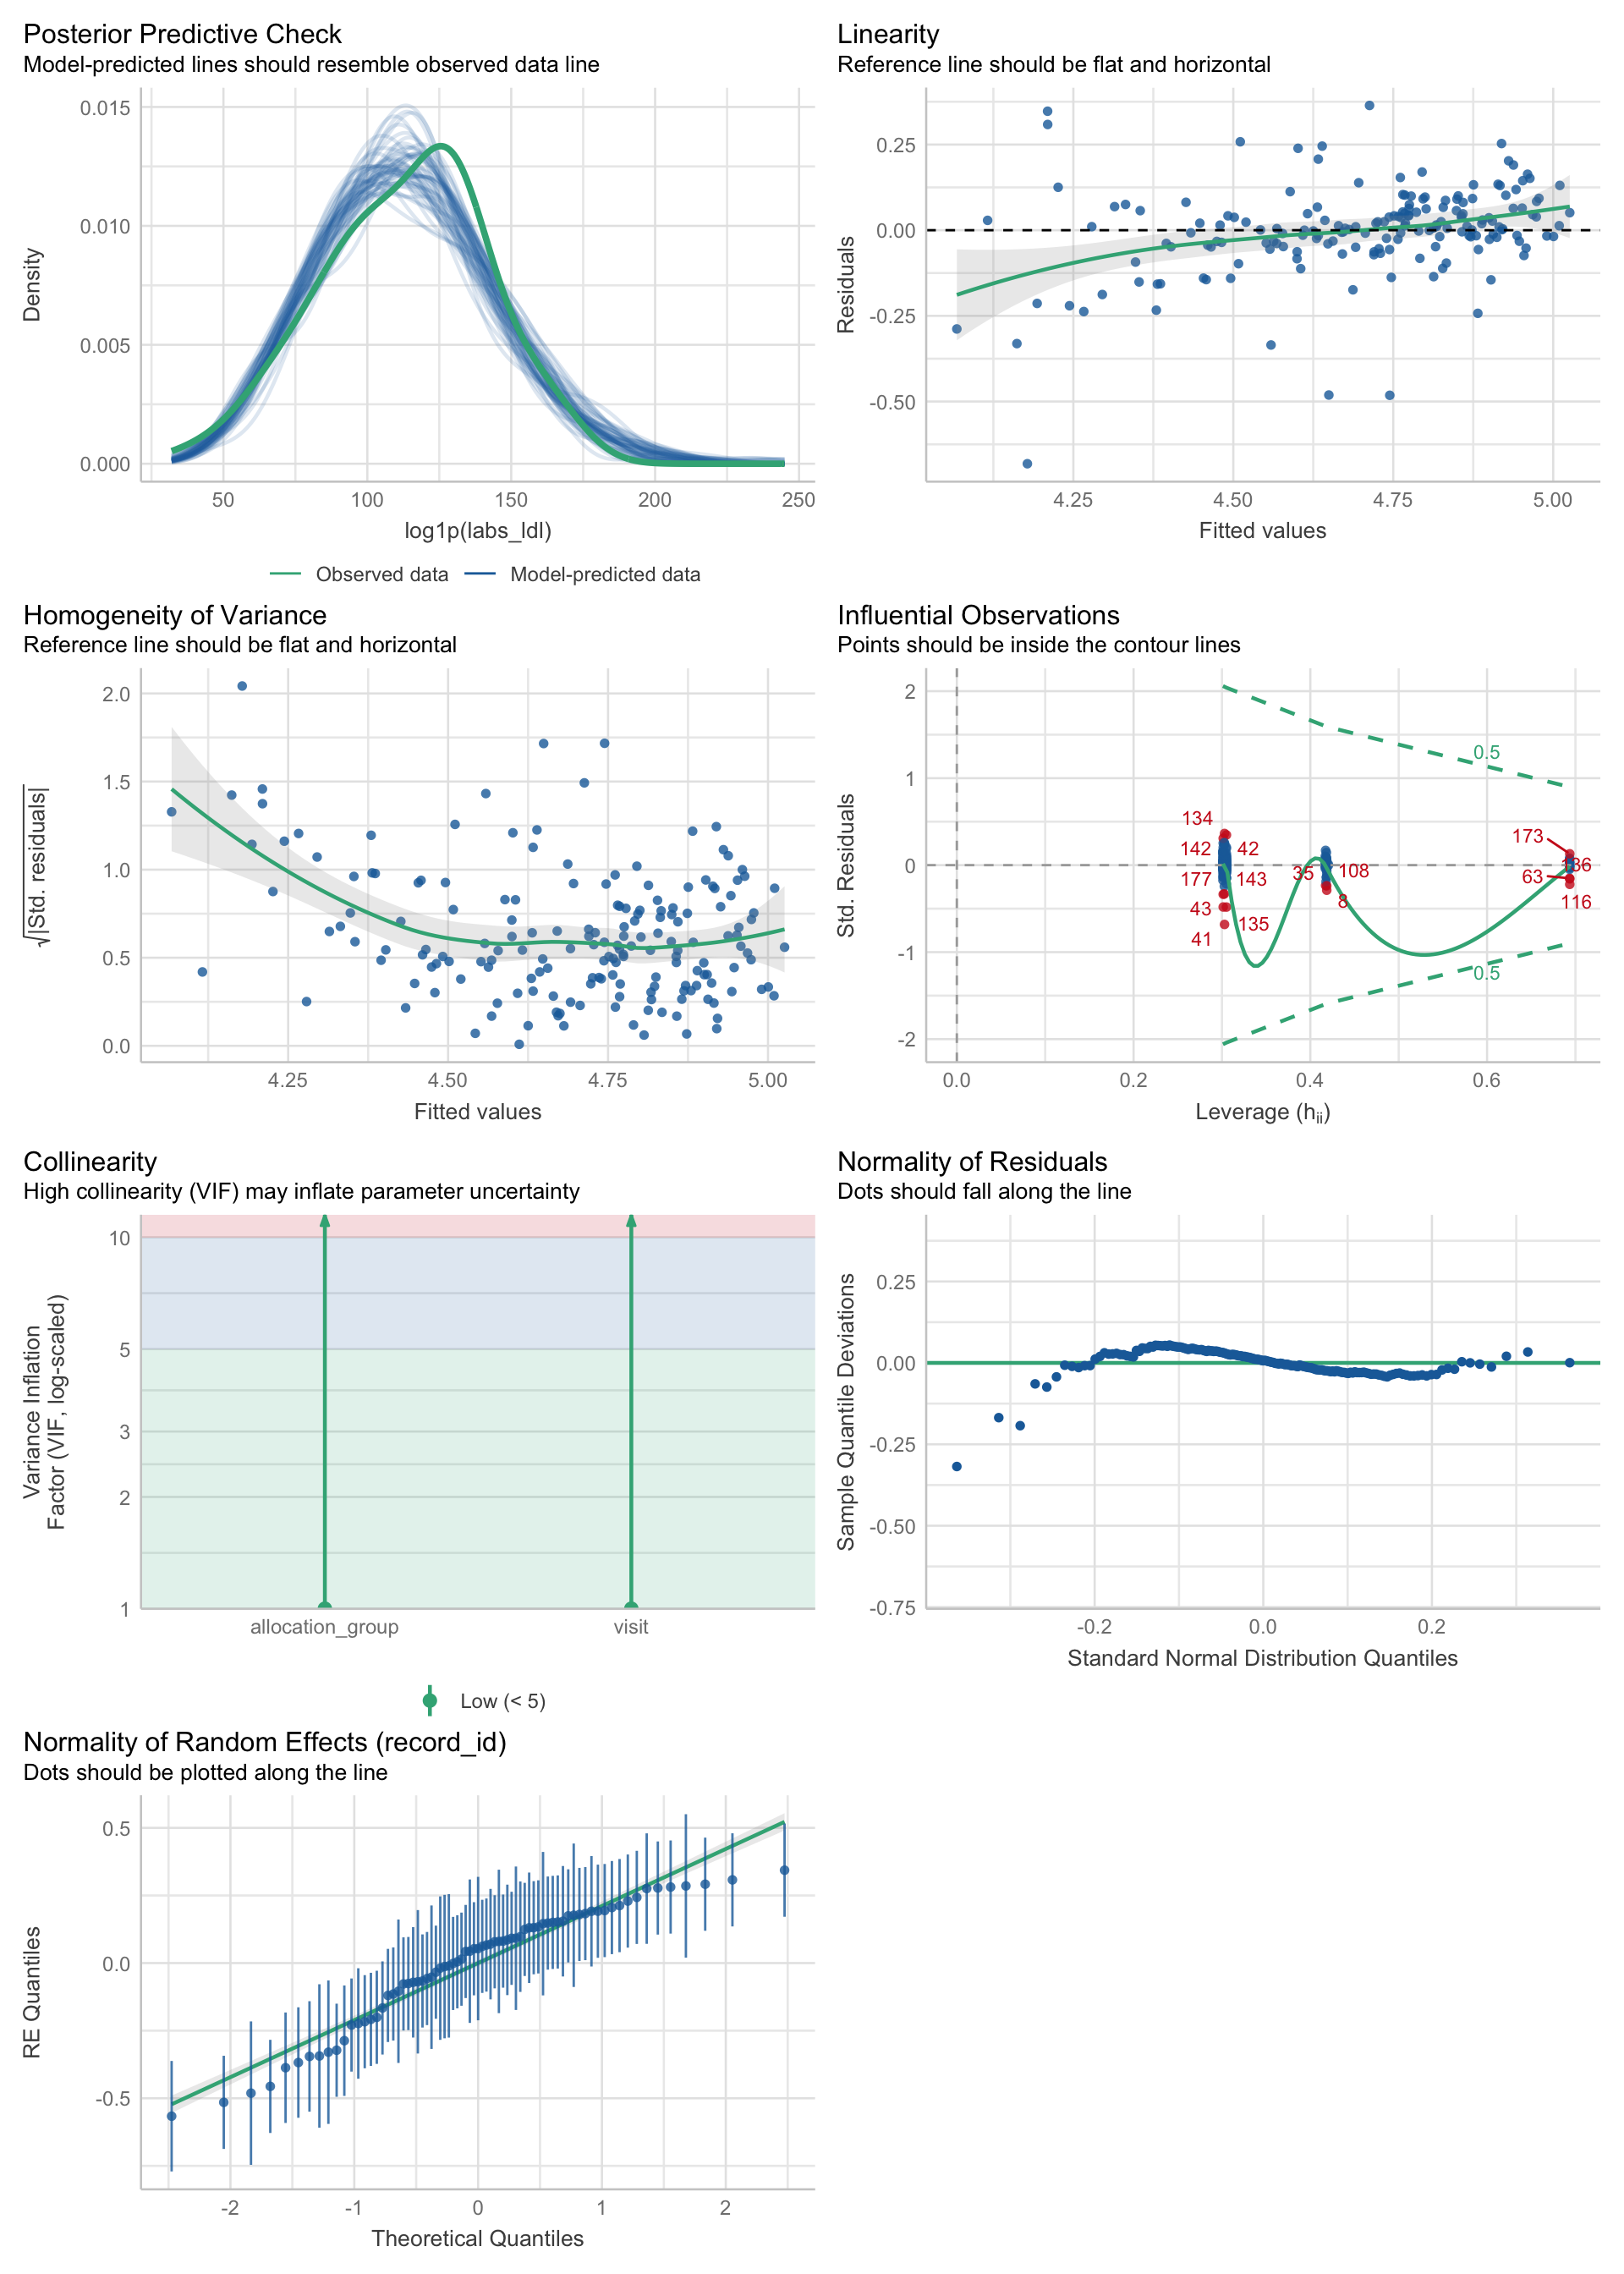 Posterior Predictive Check
Model-predicted lines should resemble observed data line
0.015
0.010
0.005
0.000
Density
50 100 150 200 250
log1p(labs_ldl)
Observed data Model-predicted data
Linearity
Reference line should be flat and horizontal
0.25
0.00
-0.25
-0.50
Residuals
4.25 4.50 4.75 5.00
Fitted values
Homogeneity of Variance
Reference line should be flat and horizontal
2.0
1.5
1.0
0.5
0.0
√|Std. residuals|
4.25 4.50 4.75 5.00
Fitted values
Influential Observations
Points should be inside the contour lines
2
1
0
-1
-2
Std. Residuals
0.5
134
173
142 42
35 108 136
177 143 63
43 8 116
135
41
0.5
0.0 0.2 0.4 0.6
Leverage (hii)
Collinearity
High collinearity (VIF) may inflate parameter uncertainty
10
5
3
2
1
Variance Inflation
Factor (VIF, log-scaled)
allocation_group visit
Low (< 5)
Normality of Residuals
Dots should fall along the line
0.25
0.00
-0.25
-0.50
-0.75
Sample Quantile Deviations
-0.2 0.0 0.2
Standard Normal Distribution Quantiles
Normality of Random Effects (record_id)
Dots should be plotted along the line
0.5
0.0
-0.5
RE Quantiles
-2 -1 0 1 2
Theoretical Quantiles